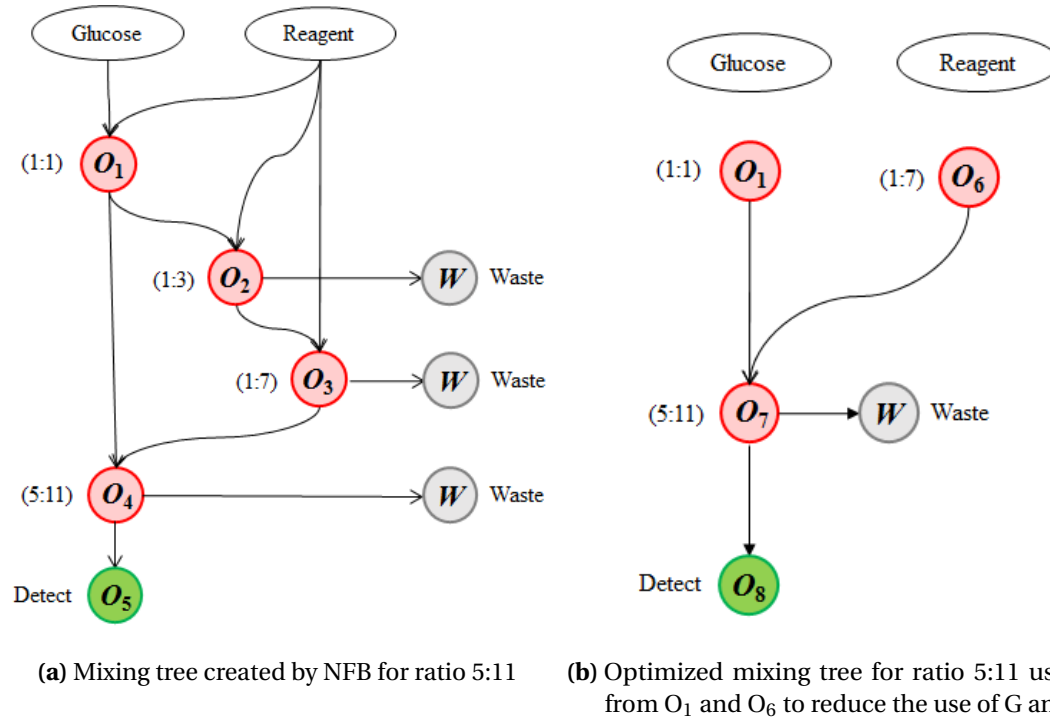 Glucose
Reagent
(1:1) O1
(1:3) O2 W Waste
(1:7) O3 W Waste
(5:11) O4 W Waste
Detect O5
(a) Mixing tree created by NFB for ratio 5:11
Glucose
Reagent
(1:1) O1
(1:7) O6
(5:11) O7 W Waste
Detect O8
(b) Optimized mixing tree for ratio 5:11
from O1 and O6 to reduce the use of G